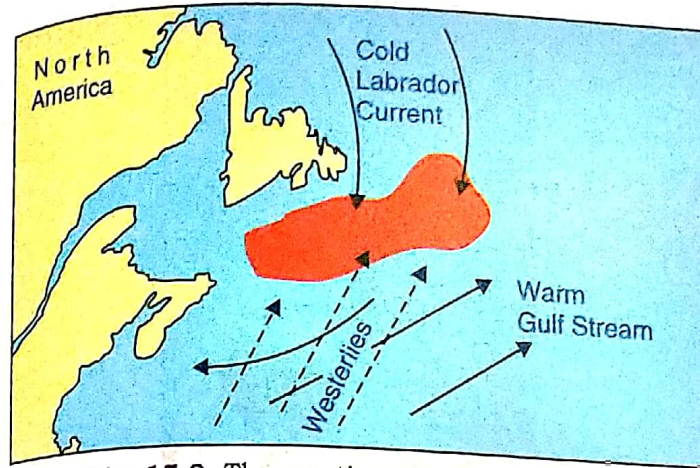 North
America
Cold
Labrador
Current
Warm
Gulf Stream
Westerlies